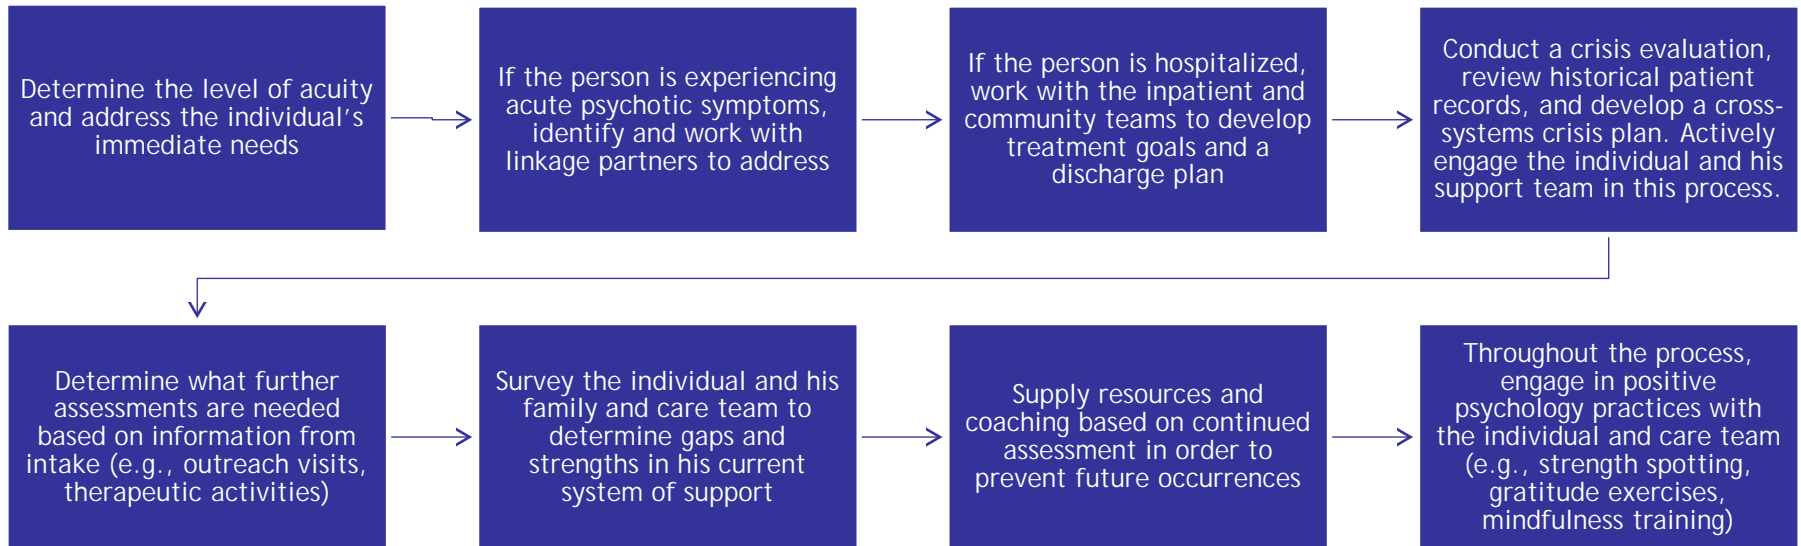 Determine the level of acuity
and address the individual's
immediate needs
If the person is experiencing
acute psychotic symptoms,
identify and work with
linkage partners to address
If the person is hospitalized,
work with the inpatient and
community teams to develop
treatment goals and a
discharge plan
Conduct a crisis evaluation,
review historical patient
records, and develop a cross-
systems crisis plan. Actively
engage the individual and his
support team in this process.
Determine what further
assessments are needed
based on information from
intake (e.g., outreach visits,
therapeutic activities)
Survey the individual and his
family and care team to
determine gaps and
strengths in his current
system of support
Supply resources and
coaching based on continued
assessment in order to
prevent future occurrences
Throughout the process,
engage in positive
psychology practices with
the individual and care team
(e.g., strength spotting,
gratitude exercises,
mindfulness training)